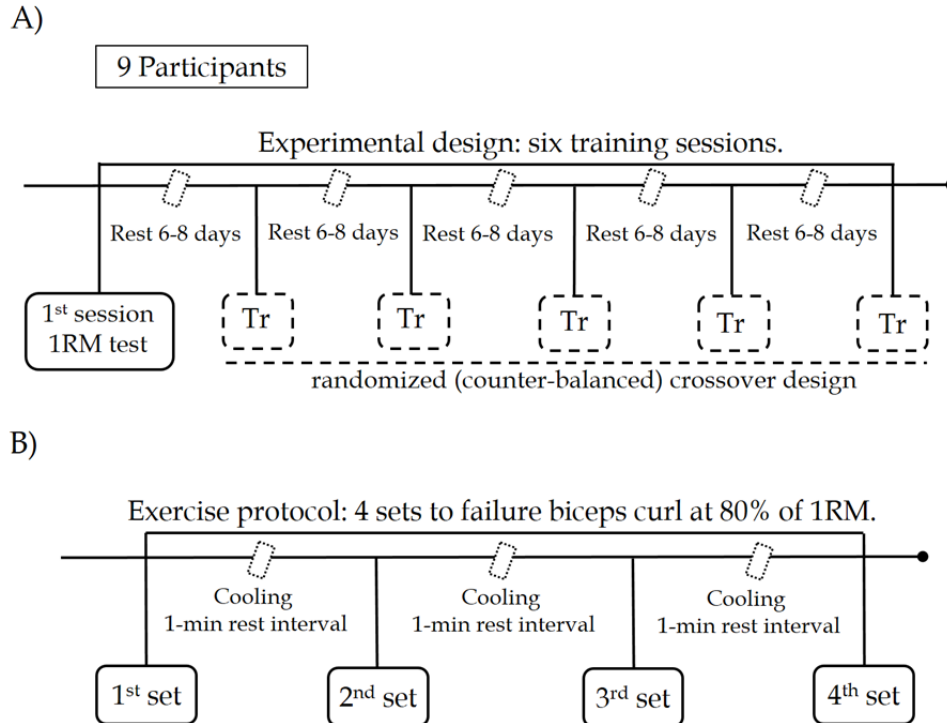 A)
9 Participants
Experimental design: six training sessions.
Rest 6-8 days
Rest 6-8 days
Rest 6-8 days
Rest 6-8 days
Rest 6-8 days
1st session
1RM test
Tr
Tr
Tr
Tr
Tr
randomized (counter-balanced) crossover design
B)
Exercise protocol: 4 sets to failure biceps curl at 80% of 1RM.
Cooling
1-min rest interval
Cooling
1-min rest interval
Cooling
1-min rest interval
1st set
2nd set
3rd set
4th set